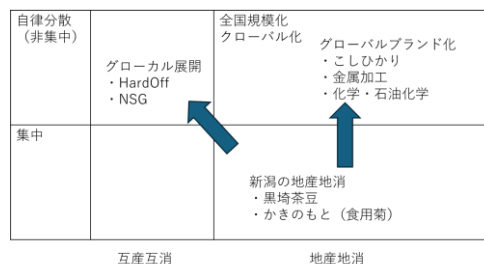 自律分散
(非集中)
グローカル展開
・HardOff
・NSG
全国規模化
グローバル化
グローバルブランド化
・こしひかり
・金属加工
・化学・石油化学
集中
新潟の地産地消
・黒埼茶豆
・かきのもと（食用菊）
互産互消
地産地消